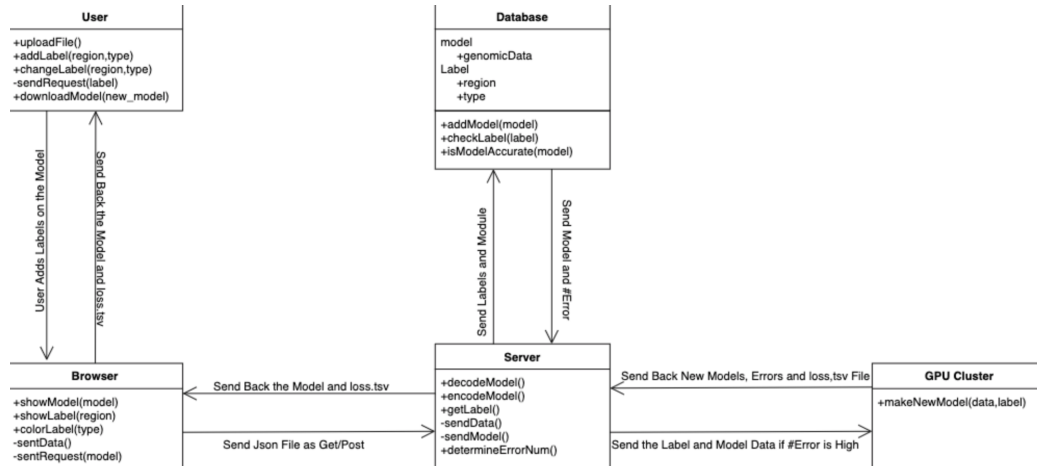 User
+uploadFile()
+addLabel(region,type)
+changeLabel(region,type)
-sendRequest(label)
+downloadModel(new_model)
Database
model
+genomicData
Label
+region
+type
+addModel(model)
+checkLabel(label)
+isModelAccurate(model)
User Adds Labels on the Model
Send Back the Model and loss.tsv
Send Labels and Module
Send Model and #Error
Browser
+showModel(model)
+showLabel(region)
+colorLabel(type)
-sentData()
-sentRequest(model)
Send Back the Model and loss.tsv
Send Json File as Get/Post
Server
+decodeModel()
+encodeModel()
+getLabel()
-sendData()
-sendModel()
+determineErrorNum()
Send Back New Models, Errors and loss,tsv File
Send the Label and Model Data if #Error is High
GPU Cluster
+makeNewModel(data,label)